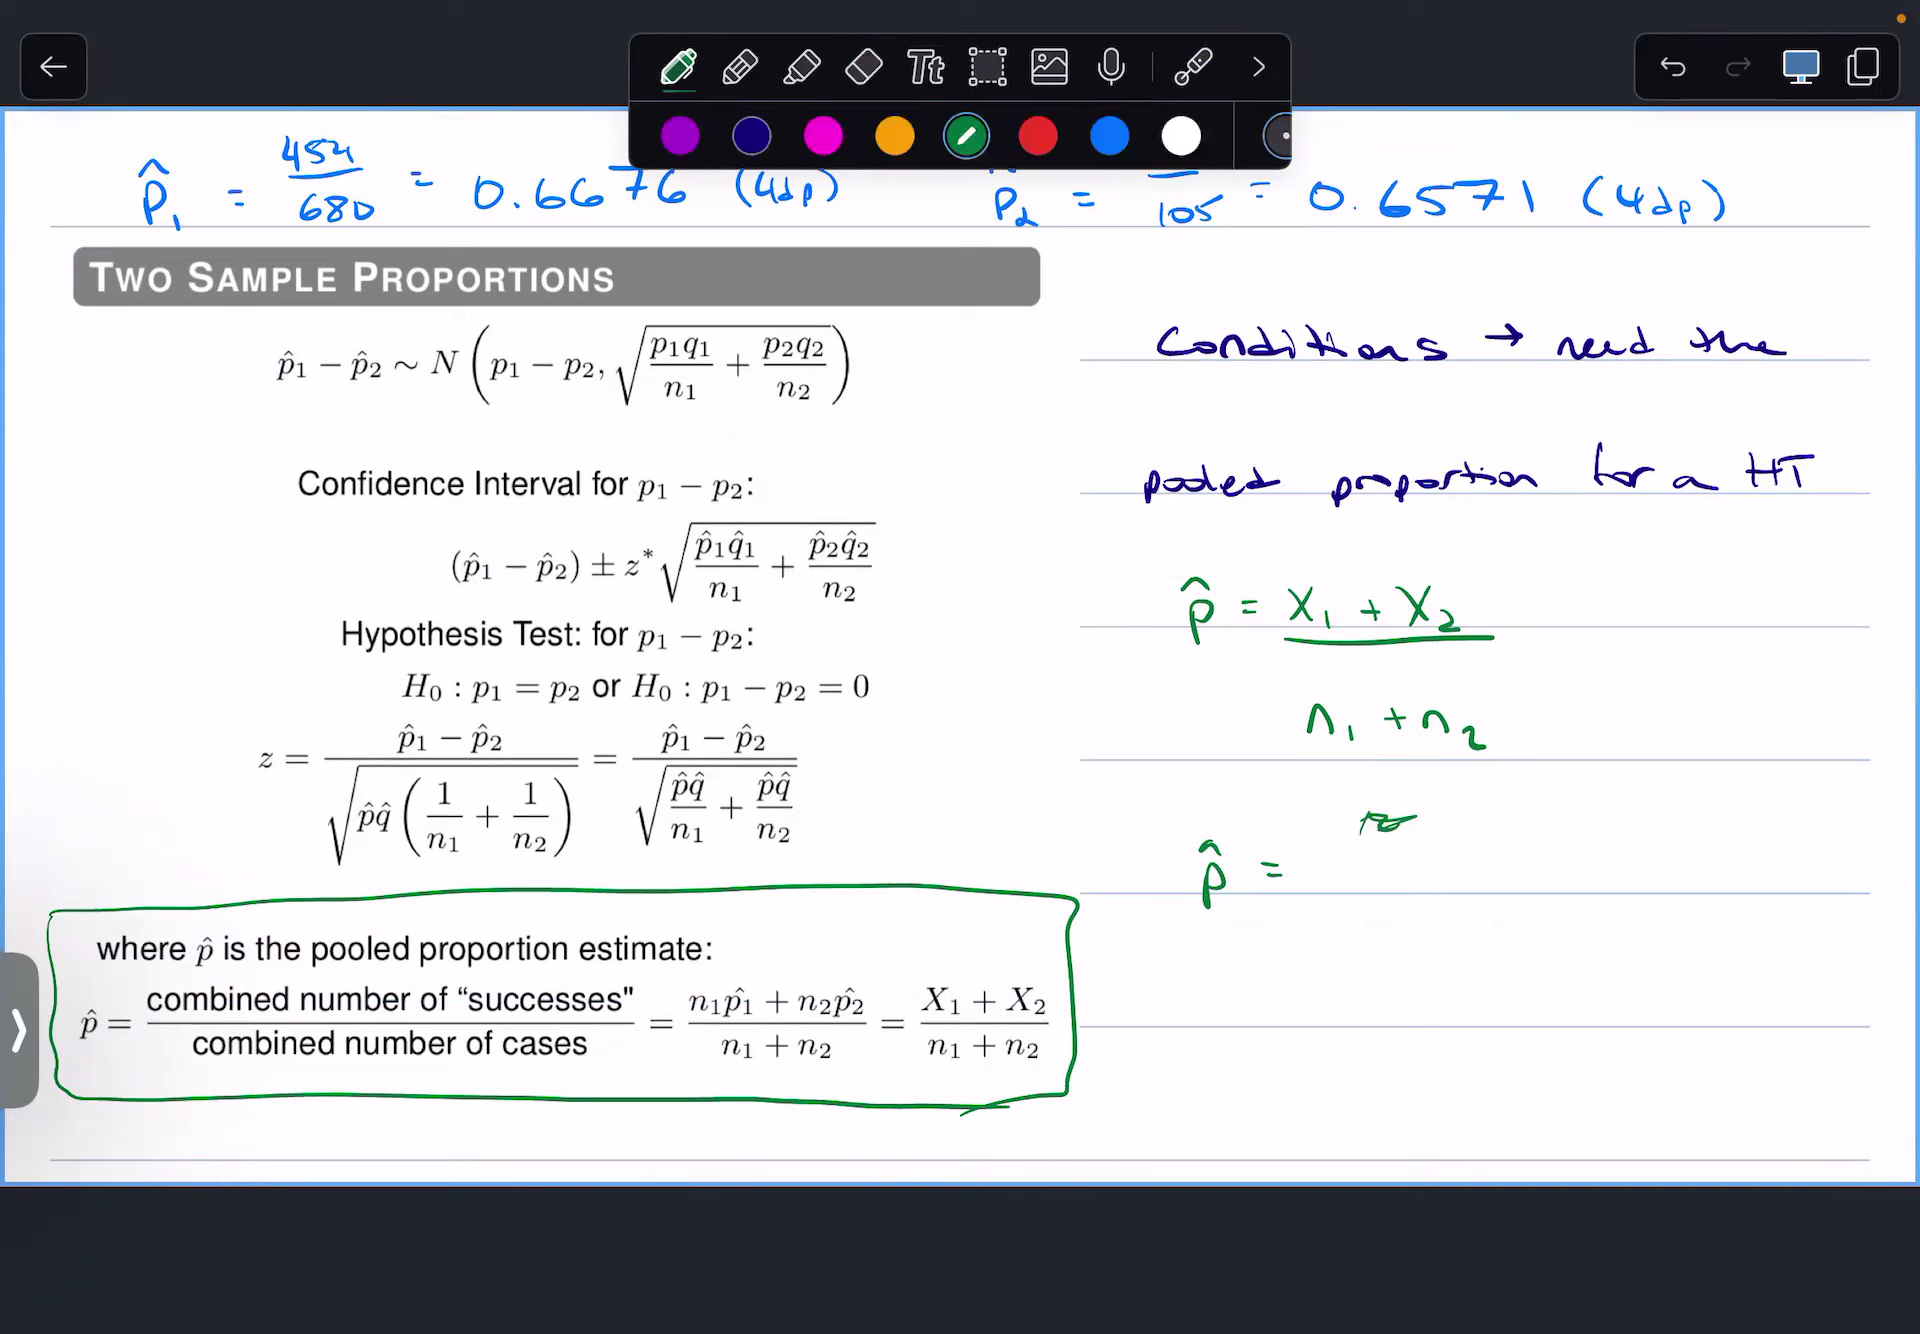 p̂₁ = 454/680 = 0.6676 (4dp) p̂₂ = /105 = 0.6571 (4dp)
TWO SAMPLE PROPORTIONS
p̂₁ − p̂₂ ∼ N (p₁ − p₂, √(p₁q₁/n₁ + p₂q₂/n₂))
Conditions → need the
pooled proportion for a HT
p̂ = X₁ + X₂
n₁ + n₂
p̂ =
Confidence Interval for p₁ − p₂:
(p̂₁ − p̂₂) ± z* √(p̂₁q̂₁/n₁ + p̂₂q̂₂/n₂)
Hypothesis Test: for p₁ − p₂:
H₀ : p₁ = p₂ or H₀ : p₁ − p₂ = 0
z = (p̂₁ − p̂₂)/√(p̂q̂(1/n₁ + 1/n₂)) = (p̂₁ − p̂₂)/√(p̂q̂/n₁ + p̂q̂/n₂)
where p̂ is the pooled proportion estimate:
p̂ = combined number of “successes"/combined number of cases = (n₁p̂₁ + n₂p̂₂)/(n₁ + n₂) = (X₁ + X₂)/(n₁ + n₂)
Tt